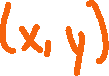 (x, y)